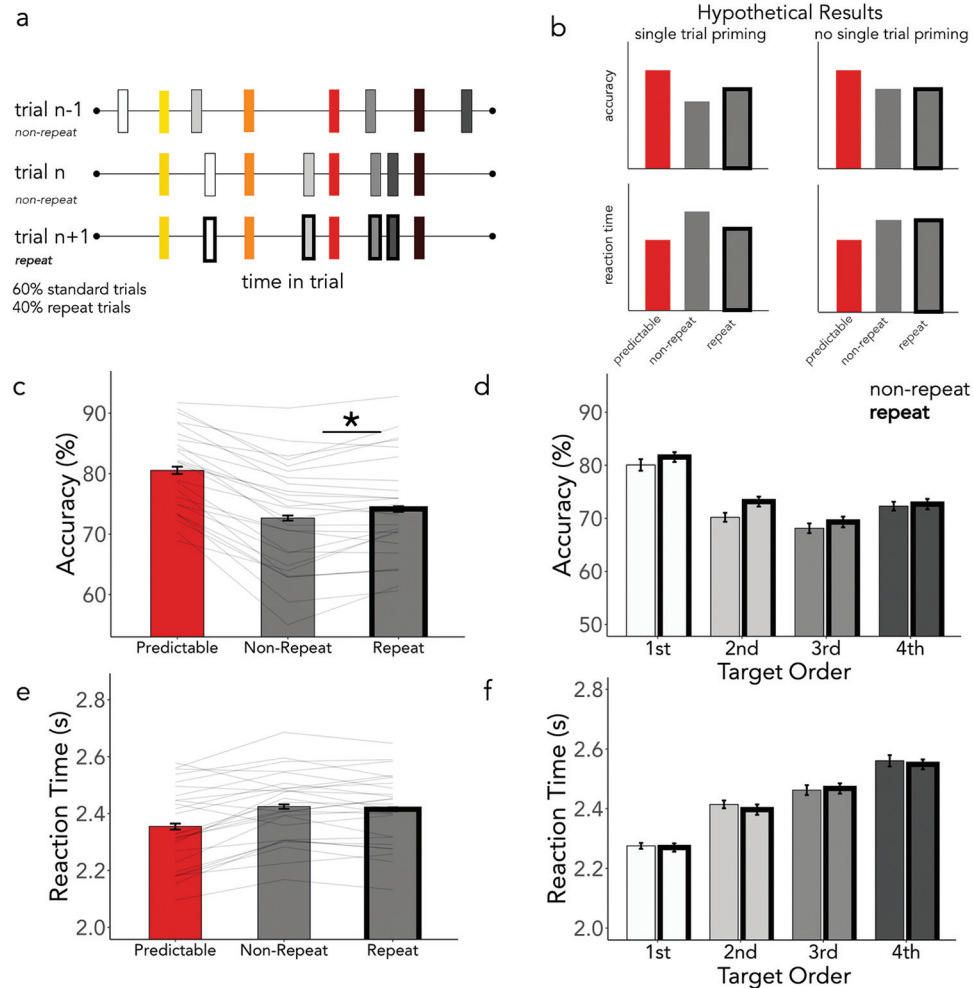 a
trial n-1
non-repeat
trial n
non-repeat
trial n+1
repeat
time in trial
60% standard trials
40% repeat trials
b
Hypothetical Results
single trial priming
no single trial priming
accuracy
reaction time
predictable
non-repeat
repeat
predictable
non-repeat
repeat
c
Accuracy (%)
90
80
70
60
*
Predictable
Non-Repeat
Repeat
d
non-repeat
repeat
Accuracy (%)
90
80
70
60
50
1st
2nd
3rd
4th
Target Order
e
Reaction Time (s)
2.8
2.6
2.4
2.2
2.0
Predictable
Non-Repeat
Repeat
f
Reaction Time (s)
2.8
2.6
2.4
2.2
2.0
1st
2nd
3rd
4th
Target Order